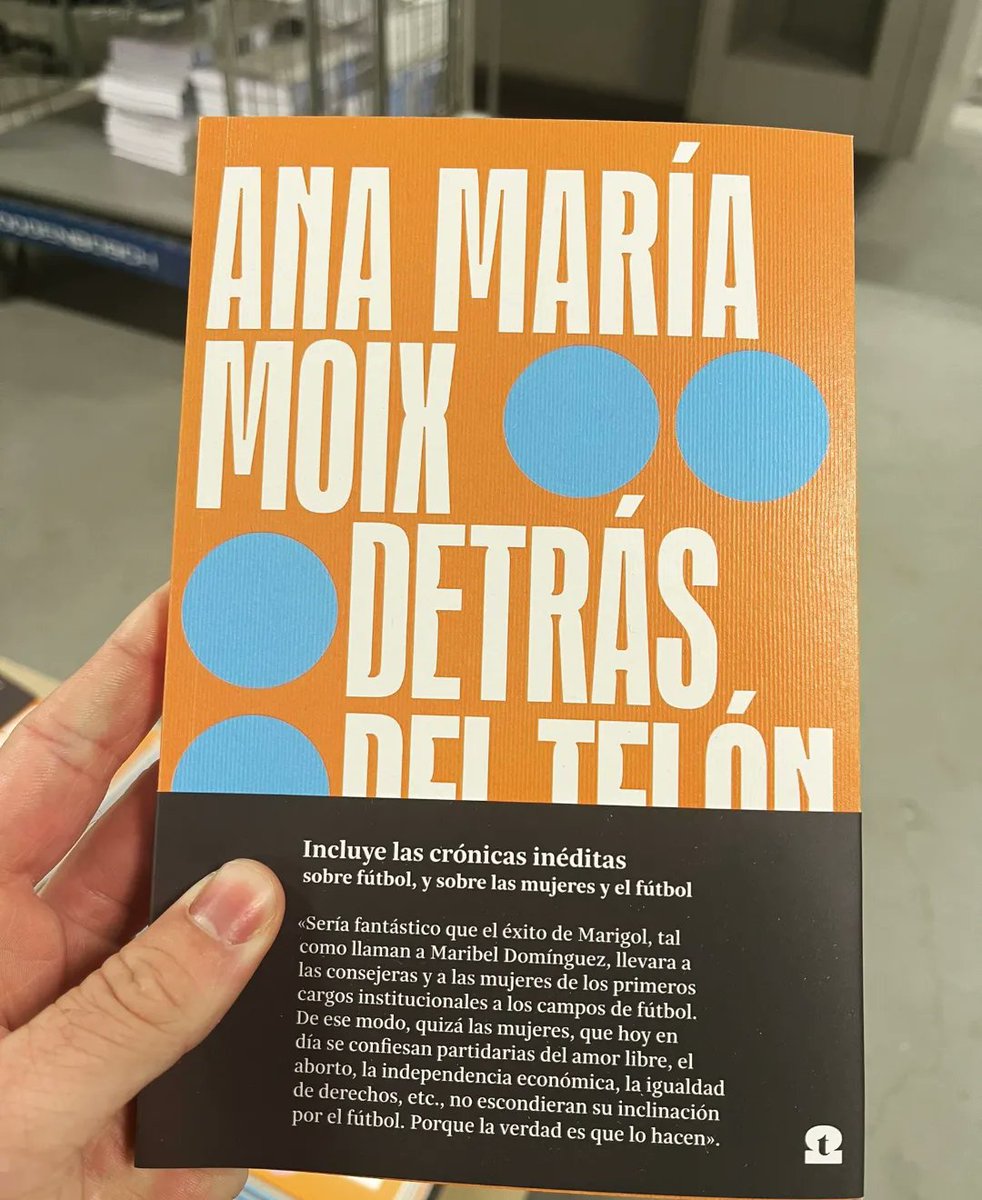 ANA MARÍA
MOIX
DETRÁS
DEL TELÓN
Incluye las crónicas inéditas
sobre fútbol, y sobre las mujeres y el fútbol
«Sería fantástico que el éxito de Marigol, tal
como llaman a Maribel Domínguez, llevara a
las consejeras y a las mujeres de los primeros
cargos institucionales a los campos de fútbol.
De ese modo, quizá las mujeres, que hoy en
día se confiesan partidarias del amor libre, el
aborto, la independencia económica, la igualdad
de derechos, etc., no escondieran su inclinación
por el fútbol. Porque la verdad es que lo hacen».
t